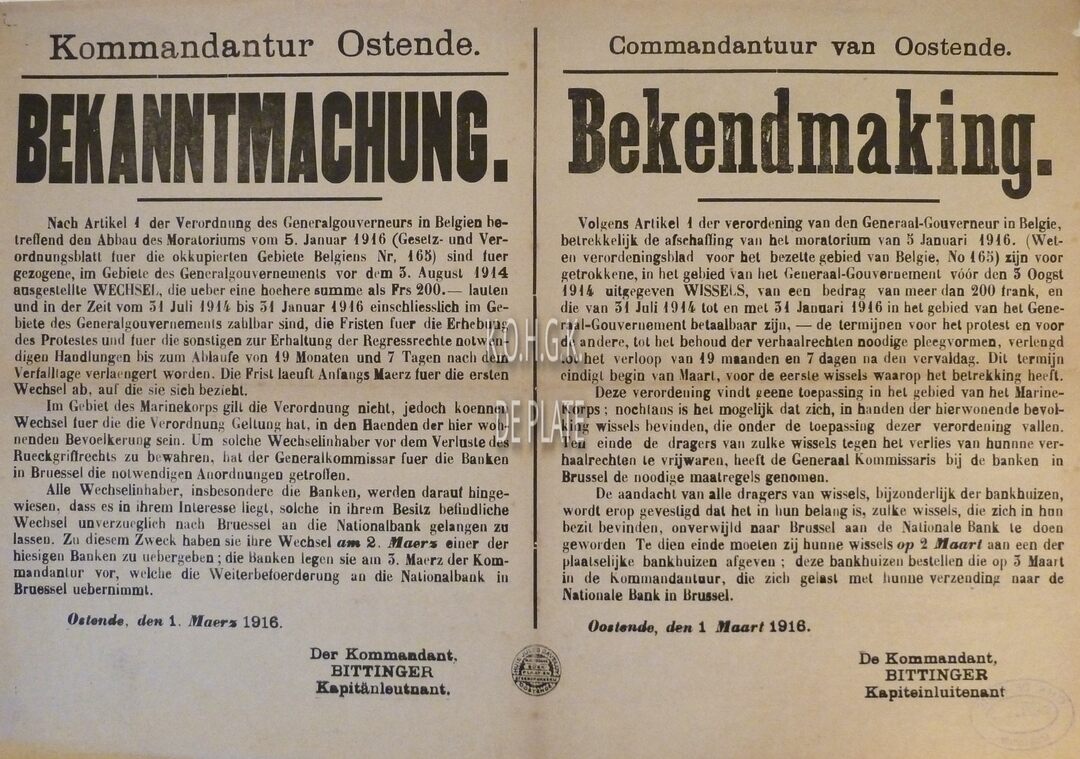 Kommandantur Ostende.
BEKANNTMACHUNG.
Nach Artikel 1 der Verordnung des Generalgouverneurs in Belgien be-
treffend den Abbau des Moratoriums vom 5. Januar 1916 (Gesetz- und Ver-
ordnungsblatt fuer die okkupierten Gebiete Belgiens Nr, 165) sind fuer
gezogene, im Gebiete des Generalgouvernements vor dem 3. August 1914
ausgestellte WECHSEL, die ueber eine hoehere summe als Frs 200.— lauten
und in der Zeit vom 31 Juli 1914 bis 31 Januar 1916 einschliesslich im Ge-
biete des Generalgouvernements zahlbar sind, die Fristen fuer die Erhebung
des Protestes und fuer die sonstigen zur Erhaltung der Regressrechte notwen-
digen Handlungen bis zum Ablaufe von 19 Monaten und 7 Tagen nach dem
Verfalltage verlaengert worden. Die Frist laeuft Anfangs Maerz fuer die ersten
Wechsel ab, auf die sie sich bezieht.
Im Gebiet des Marinekorps gilt die Verordnung nicht, jedoch koennen
Wechsel fuer die die Verordnung Geltung hat, in den Haenden der hier woh-
nenden Bevoelkerung sein. Um solche Wechselinhaber vor dem Verluste des
Rueckgriffrechts zu bewahren, hat der Generalkommissar fuer die Banken
in Bruessel die notwendigen Anordnungen getroffen.
Alle Wechselinhaber, insbesondere die Banken, werden darauf hinge-
wiesen, dass es in ihrem Interesse liegt, solche in ihrem Besitz befindliche
Wechsel unverzueglich nach Bruessel an die Nationalbank gelangen zu
lassen. Zu diesem Zweck haben sie ihre Wechsel am 2. Maerz einer der
hiesigen Banken zu uebergeben ; die Banken legen sie am 3. Maerz der Kom-
mandantur vor, welche die Weiterbefoerderung an die Nationalbank in
Bruessel uebernimmt.
Ostende, den 1. Maerz 1916.
Der Kommandant,
BITTINGER
Kapitänleutnant.
Commandantuur van Oostende.
Bekendmaking.
Volgens Artikel 1 der verordening van den Generaal-Gouverneur in Belgie,
betrekkelijk de afschaffing van het moratorium van 5 Januari 1916. (Wet-
en verordeningsblad voor het bezette gebied van Belgie, No 165) zijn voor
getrokkene, in het gebied van het Generaal-Gouvernement vóór den 3 Oogst
1914 uitgegeven WISSELS, van een bedrag van meer dan 200 frank, en
die van 31 Juli 1914 tot en met 31 Januari 1916 in het gebied van het Gene-
raal-Gouvernement betaalbaar zijn, — de termijnen voor het protest en voor
andere, tot het behoud der verhaalrechten noodige pleegvormen, verlengd
tot het verloop van 19 maanden en 7 dagen na den vervaldag. Dit termijn
eindigt begin van Maart, voor de eerste wissels waarop het betrekking heeft.
Deze verordening vindt geene toepassing in het gebied van het Marine-
Korps ; nochtans is het mogelijk dat zich, in handen der hierwonende bevol-
king wissels bevinden, die onder de toepassing dezer verordening vallen.
Ten einde de dragers van zulke wissels tegen het verlies van hunnne ver-
haalrechten te vrijwaren, heeft de Generaal Kommissaris bij de banken in
Brussel de noodige maatregels genomen.
De aandacht van alle dragers van wissels, bijzonderlijk der bankhuizen,
wordt erop gevestigd dat het in hun belang is, zulke wissels, die zich in hun
bezit bevinden, onverwijld naar Brussel aan de Nationale Bank te doen
geworden Te dien einde moeten zij hunne wissels op 2 Maart aan een der
plaatselijke bankhuizen afgeven ; deze bankhuizen bestellen die op 3 Maart
in de Kommandantuur, die zich gelast met hunne verzending naar de
Nationale Bank in Brussel.
Oostende, den 1 Maart 1916.
De Kommandant,
BITTINGER
Kapiteinluitenant
KO.H.G.K
DE PLATE